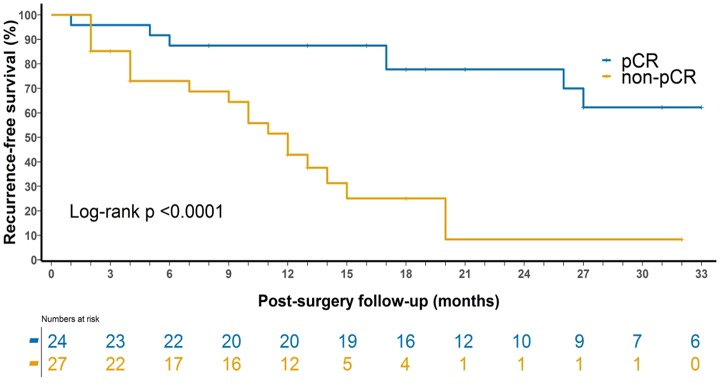 100
90
80
70
60
50
40
30
20
10
0
Recurrence-free survival (%)
pCR
non-pCR
Log-rank p <0.0001
0 3 6 9 12 15 18 21 24 27 30 33
Post-surgery follow-up (months)
Numbers at risk
24 23 22 20 20 19 16 12 10 9 7 6
27 22 17 16 12 5 4 1 1 1 1 0